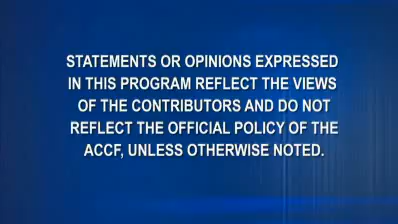 STATEMENTS OR OPINIONS EXPRESSED
IN THIS PROGRAM REFLECT THE VIEWS
OF THE CONTRIBUTORS AND DO NOT
REFLECT THE OFFICIAL POLICY OF THE
ACCF, UNLESS OTHERWISE NOTED.